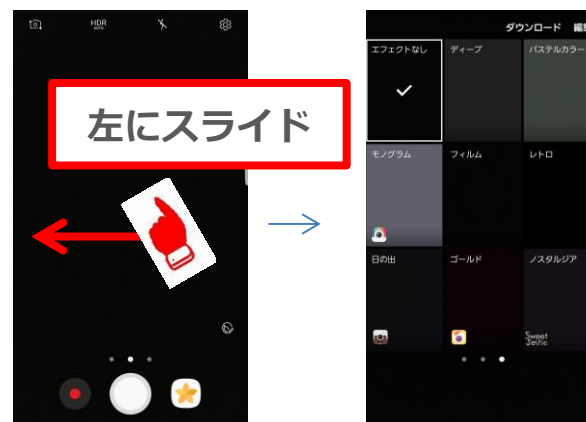 HDR
AUTO
左にスライド
ダウンロード
エフェクトなし ディープ パステルカラー
モノグラム フィルム レトロ
日の出 ゴールド ノスタルジア
Sweet
Selfie